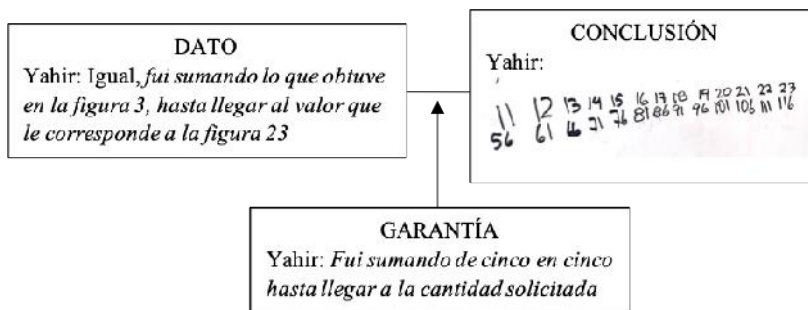 DATO
Yahir: Igual, fui sumando lo que obtuve
en la figura 3, hasta llegar al valor que
le corresponde a la figura 23
CONCLUSIÓN
Yahir:
11 12 13 14 15 16 17 18 19 20 21 22 23
56 61 66 71 76 81 86 91 96 101 106 111 116
GARANTÍA
Yahir: Fui sumando de cinco en cinco
hasta llegar a la cantidad solicitada